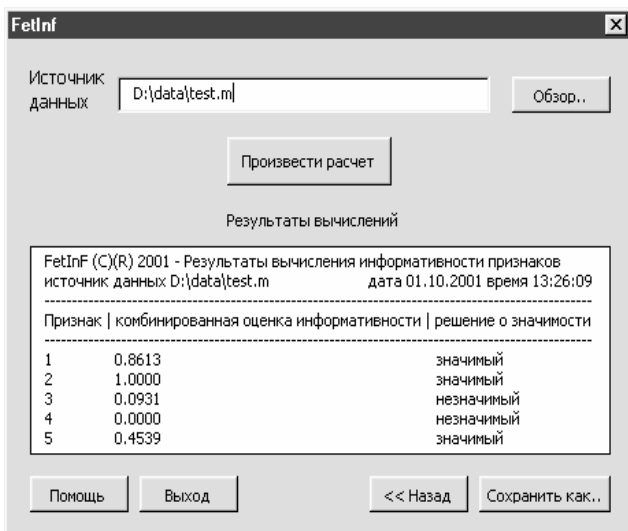 FetInf
Источник
данных
D:\data\test.m
Обзор..
Произвести расчет
Результаты вычислений
FetInF (C)(R) 2001 - Результаты вычисления информативности признаков
источник данных D:\data\test.m дата 01.10.2001 время 13:26:09
Признак | комбинированная оценка информативности | решение о значимости
1 0.8613 значимый
2 1.0000 значимый
3 0.0931 незначимый
4 0.0000 незначимый
5 0.4539 значимый
Помощь
Выход
<< Назад
Сохранить как..